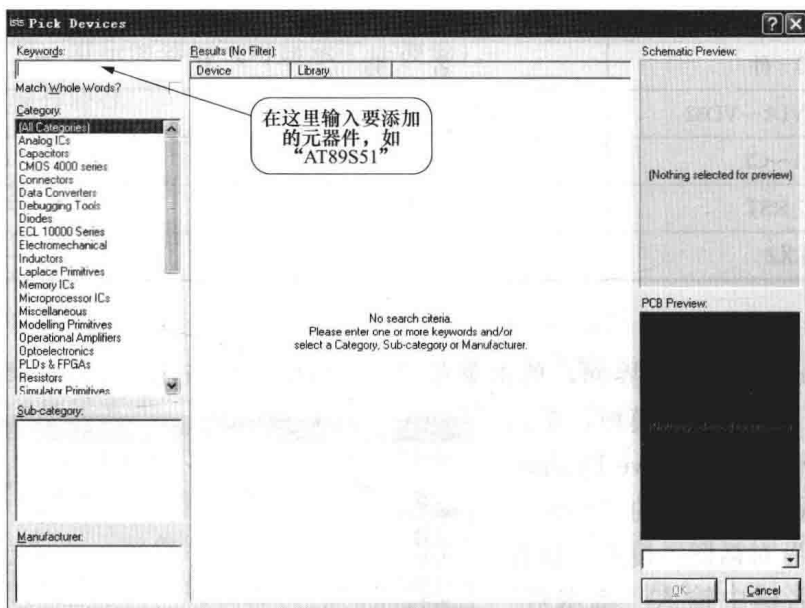 isis Pick Devices
Keywords:
Match Whole Words?
Category:
(All Categories)
Analog ICs
Capacitors
CMOS 4000 series
Connectors
Data Converters
Debugging Tools
Diodes
ECL 10000 Series
Electromechanical
Inductors
Laplace Primitives
Memory ICs
Microprocessor ICs
Miscellaneous
Modelling Primitives
Operational Amplifiers
Optoelectronics
PLDs & FPGAs
Resistors
Simulator Primitives
Sub-category:
Manufacturer:
Results (No Filter):
Device Library
在这里输入要添加
的元器件，如
“AT89S51”
No search citeria.
Please enter one or more keywords and/or
select a Category, Sub-category or Manufacturer.
Schematic Preview:
(Nothing selected for preview)
PCB Preview:
OK Cancel